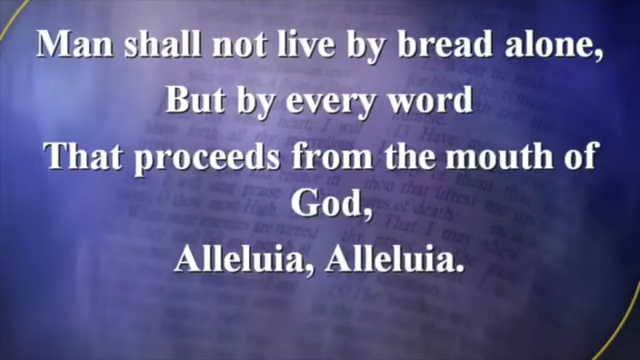 Man shall not live by bread alone,
But by every word
That proceeds from the mouth of
God,
Alleluia, Alleluia.